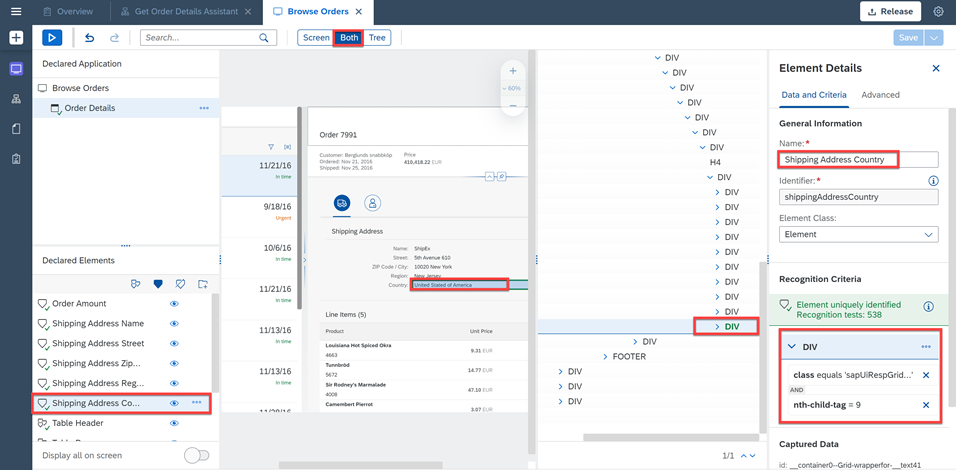 Overview
Get Order Details Assistant
Browse Orders
Release
Search...
Screen
Both
Tree
Save
Declared Application
Browse Orders
Order Details
Declared Elements
Order Amount
Shipping Address Name
Shipping Address Street
Shipping Address Zip...
Shipping Address Reg...
Shipping Address Co...
Table Header
Display all on screen
11/21/16
In time
9/18/16
Urgent
10/6/16
In time
11/21/16
In time
11/13/16
In time
11/13/16
In time
60%
Order 7991
Customer: Berglunds snabbköp
Ordered: Nov 21, 2016
Shipped: Nov 25, 2016
Price
410,418.22 EUR
Shipping Address
Name: ShipEx
Street: 5th Avenue 610
ZIP Code / City: 10020 New York
Region: New Jersey
Country: United Stated of America
Line Items (5)
Product Unit Price
Louisiana Hot Spiced Okra
4663
9.31 EUR
Tunnbröd
5672
14.77 EUR
Sir Rodney's Marmalade
4308
47.10 EUR
Camembert Pierrot
3.07 EUR
DIV
DIV
DIV
DIV
DIV
DIV
DIV
H4
DIV
DIV
DIV
DIV
DIV
DIV
DIV
DIV
DIV
DIV
DIV
DIV
FOOTER
DIV
DIV
DIV
1/1
Element Details
Data and Criteria
Advanced
General Information
Name:*
Shipping Address Country
Identifier:*
shippingAddressCountry
Element Class:
Element
Recognition Criteria
Element uniquely identified
Recognition tests: 538
DIV
class equals 'sapUiRespGrid...'
AND
nth-child-tag = 9
Captured Data
id: __container0--Grid-wrapperfor-__text41